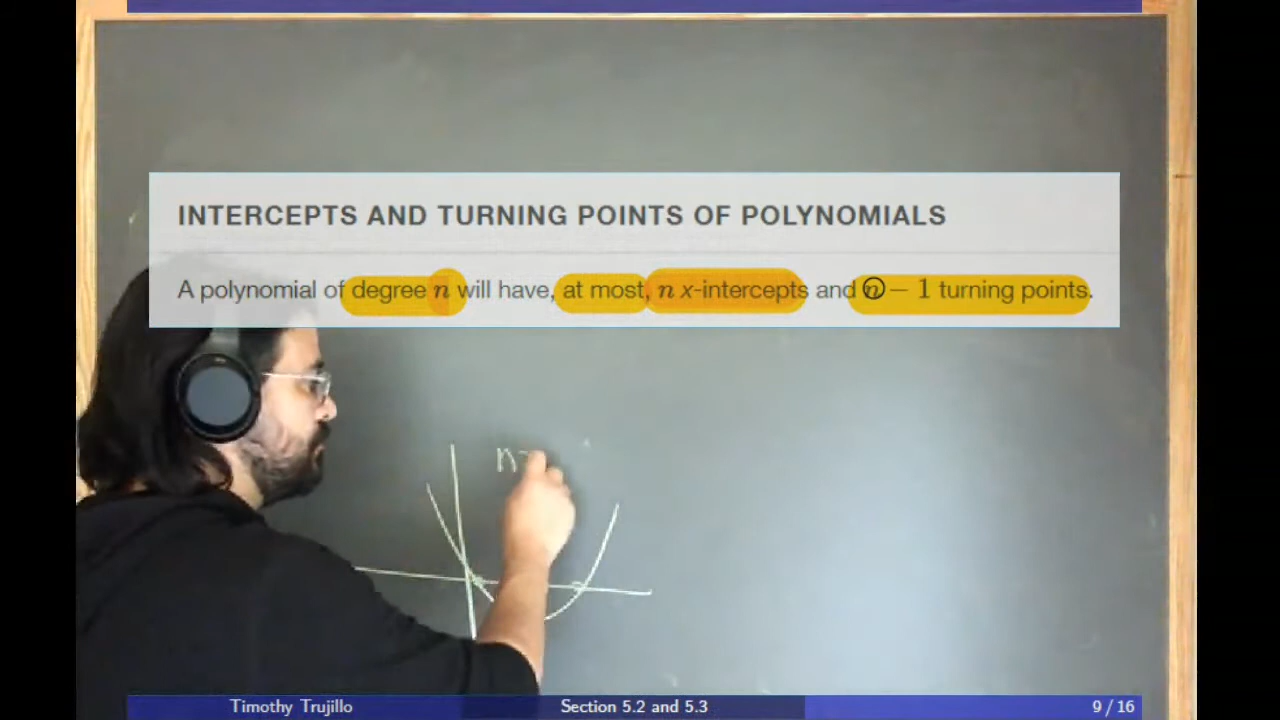 INTERCEPTS AND TURNING POINTS OF POLYNOMIALS
A polynomial of degree n will have, at most, n x-intercepts and n − 1 turning points.
n=
Timothy Trujillo Section 5.2 and 5.3 9 / 16